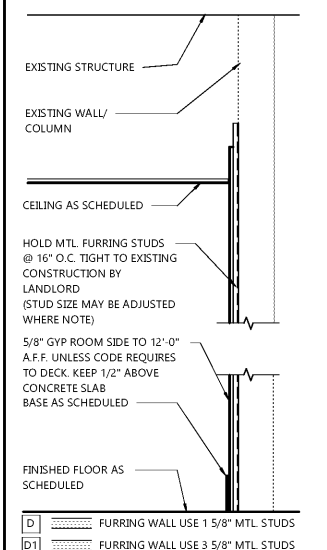 EXISTING STRUCTURE
EXISTING WALL/
COLUMN
CEILING AS SCHEDULED
HOLD MTL. FURRING STUDS
@ 16" O.C. TIGHT TO EXISTING
CONSTRUCTION BY
LANDLORD
(STUD SIZE MAY BE ADJUSTED
WHERE NOTE)
5/8" GYP ROOM SIDE TO 12'-0"
A.F.F. UNLESS CODE REQUIRES
TO DECK. KEEP 1/2" ABOVE
CONCRETE SLAB
BASE AS SCHEDULED
FINISHED FLOOR AS
SCHEDULED
D FURRING WALL USE 1 5/8" MTL. STUDS
D1 FURRING WALL USE 3 5/8" MTL. STUDS